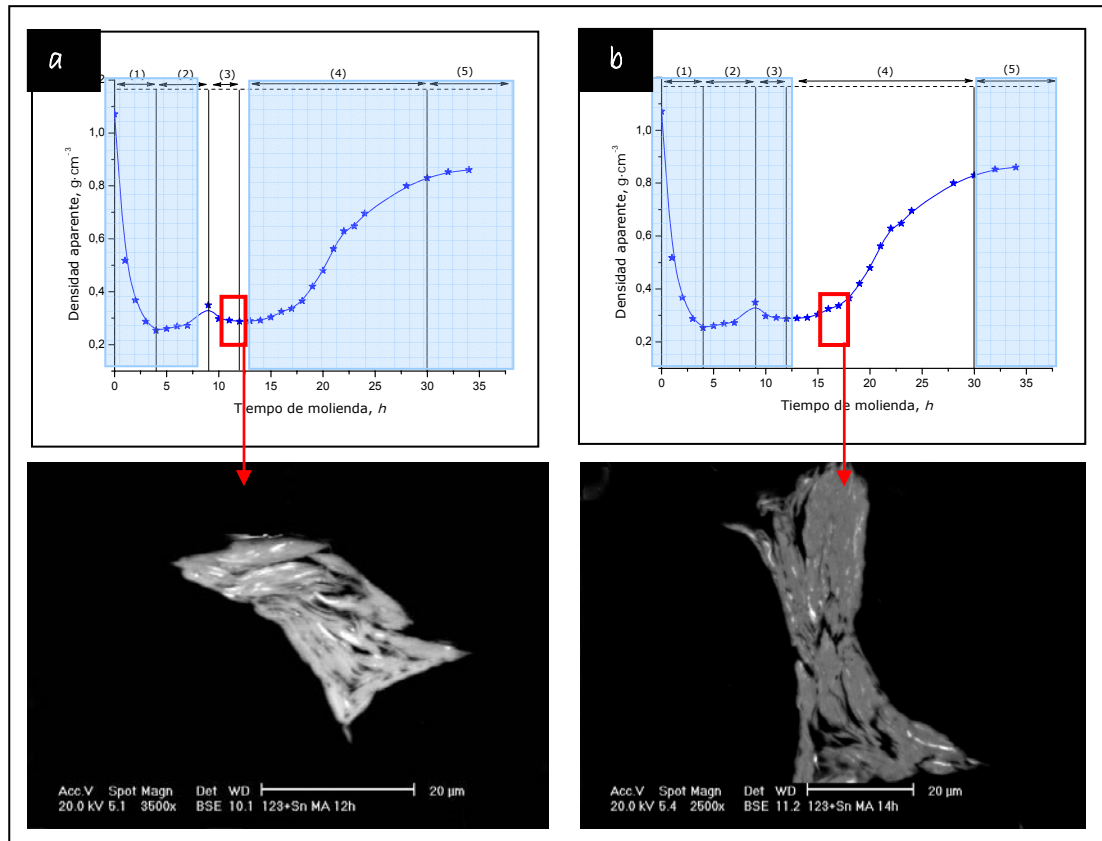 a
(1) (2) (3) (4) (5)
1,2
1,0
0,8
0,6
0,4
0,2
Densidad aparente, g·cm⁻³
0 5 10 15 20 25 30 35
Tiempo de molienda, h
b
(1) (2) (3) (4) (5)
1,0
0,8
0,6
0,4
0,2
Densidad aparente, g·cm⁻³
0 5 10 15 20 25 30 35
Tiempo de molienda, h
Acc.V Spot Magn Det WD 20 µm
20.0 kV 5.1 3500x BSE 10.1 123+Sn MA 12h
Acc.V Spot Magn Det WD 20 µm
20.0 kV 5.4 2500x BSE 11.2 123+Sn MA 14h